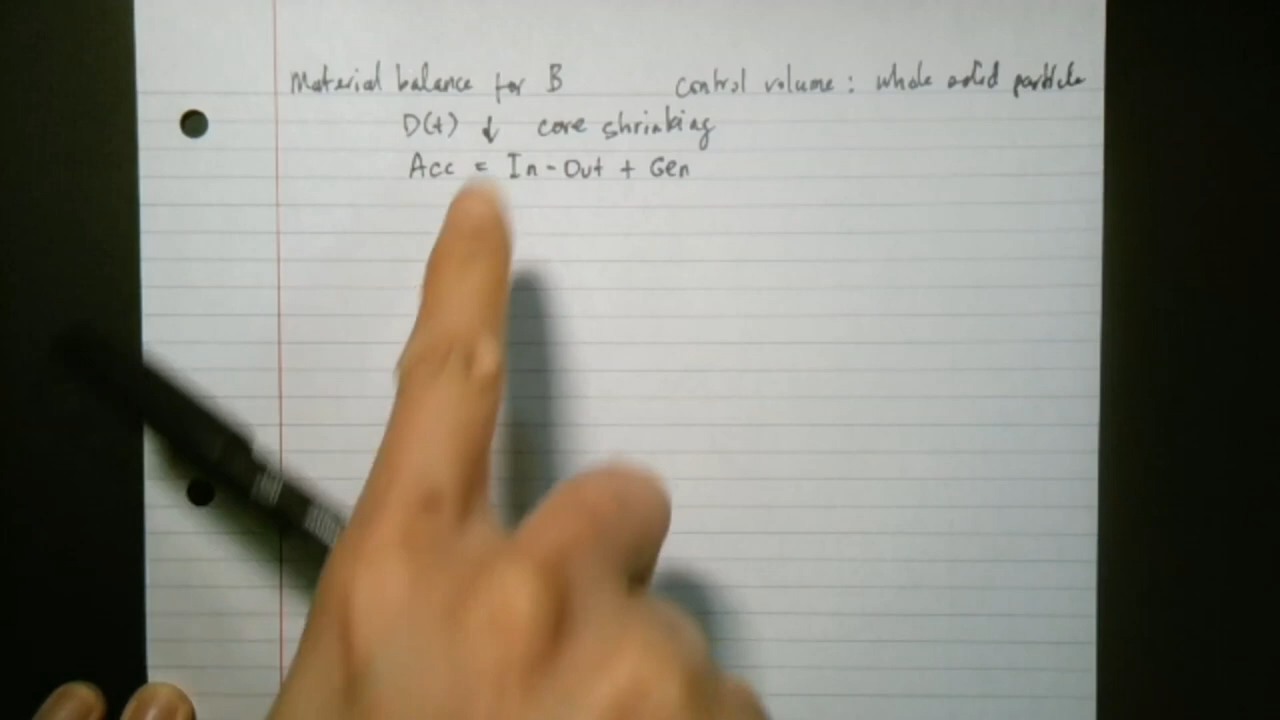 Material balance for B control volume: whole solid particle
D(t) ↓ core shrinking
Acc = In - Out + Gen